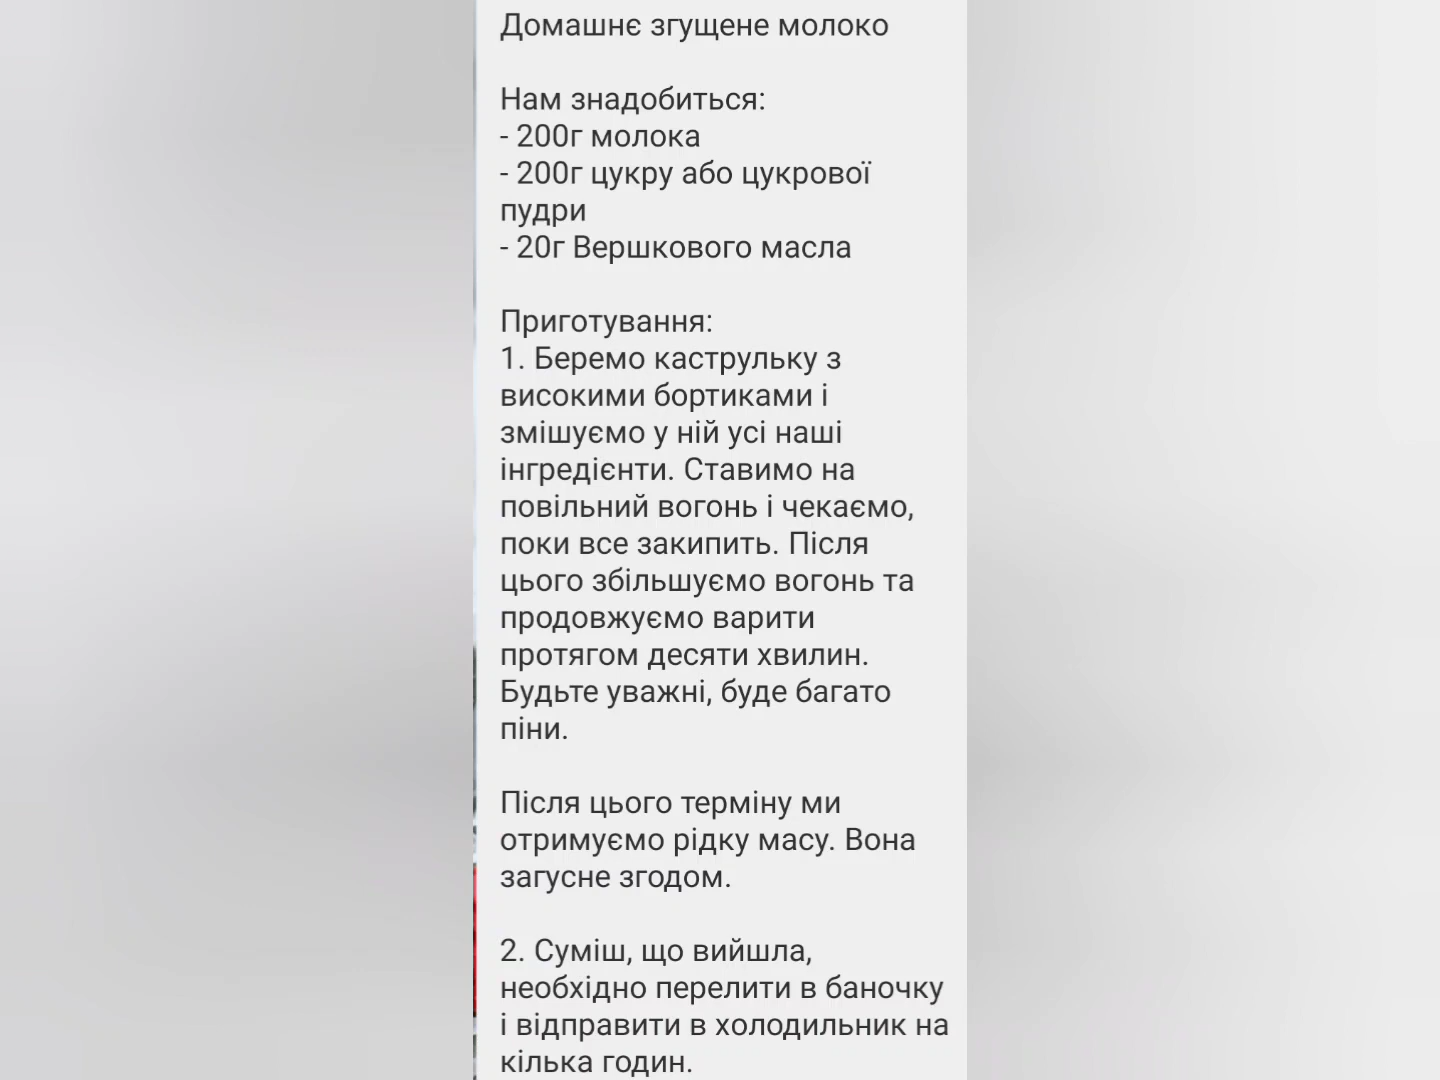 Домашнє згущене молоко
Нам знадобиться:
- 200г молока
- 200г цукру або цукрової
пудри
- 20г Вершкового масла
Приготування:
1. Беремо каструльку з
високими бортиками і
змішуємо у ній усі наші
інгредієнти. Ставимо на
повільний вогонь і чекаємо,
поки все закипить. Після
цього збільшуємо вогонь та
продовжуємо варити
протягом десяти хвилин.
Будьте уважні, буде багато
піни.
Після цього терміну ми
отримуємо рідку масу. Вона
загусне згодом.
2. Суміш, що вийшла,
необхідно перелити в баночку
і відправити в холодильник на
кілька годин.